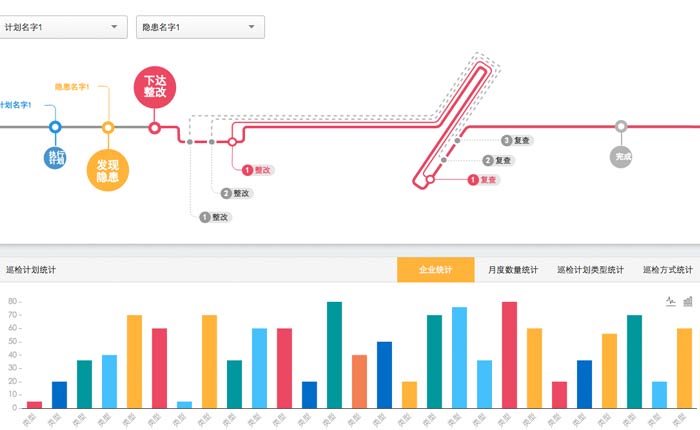 计划名字1
隐患名字1
隐患名字1
下达
整改
计划名字1
执行
计划
发现
隐患
3 复查
2 复查
1 复查
完成
1 整改
2 整改
1 整改
巡检计划统计
企业统计
月度数量统计
巡检计划类型统计
巡检方式统计
80
70
60
50
40
30
20
10
0
类型 类型 类型 类型 类型 类型 类型 类型 类型 类型 类型 类型 类型 类型 类型 类型 类型 类型 类型 类型 类型 类型 类型 类型 类型 类型 类型